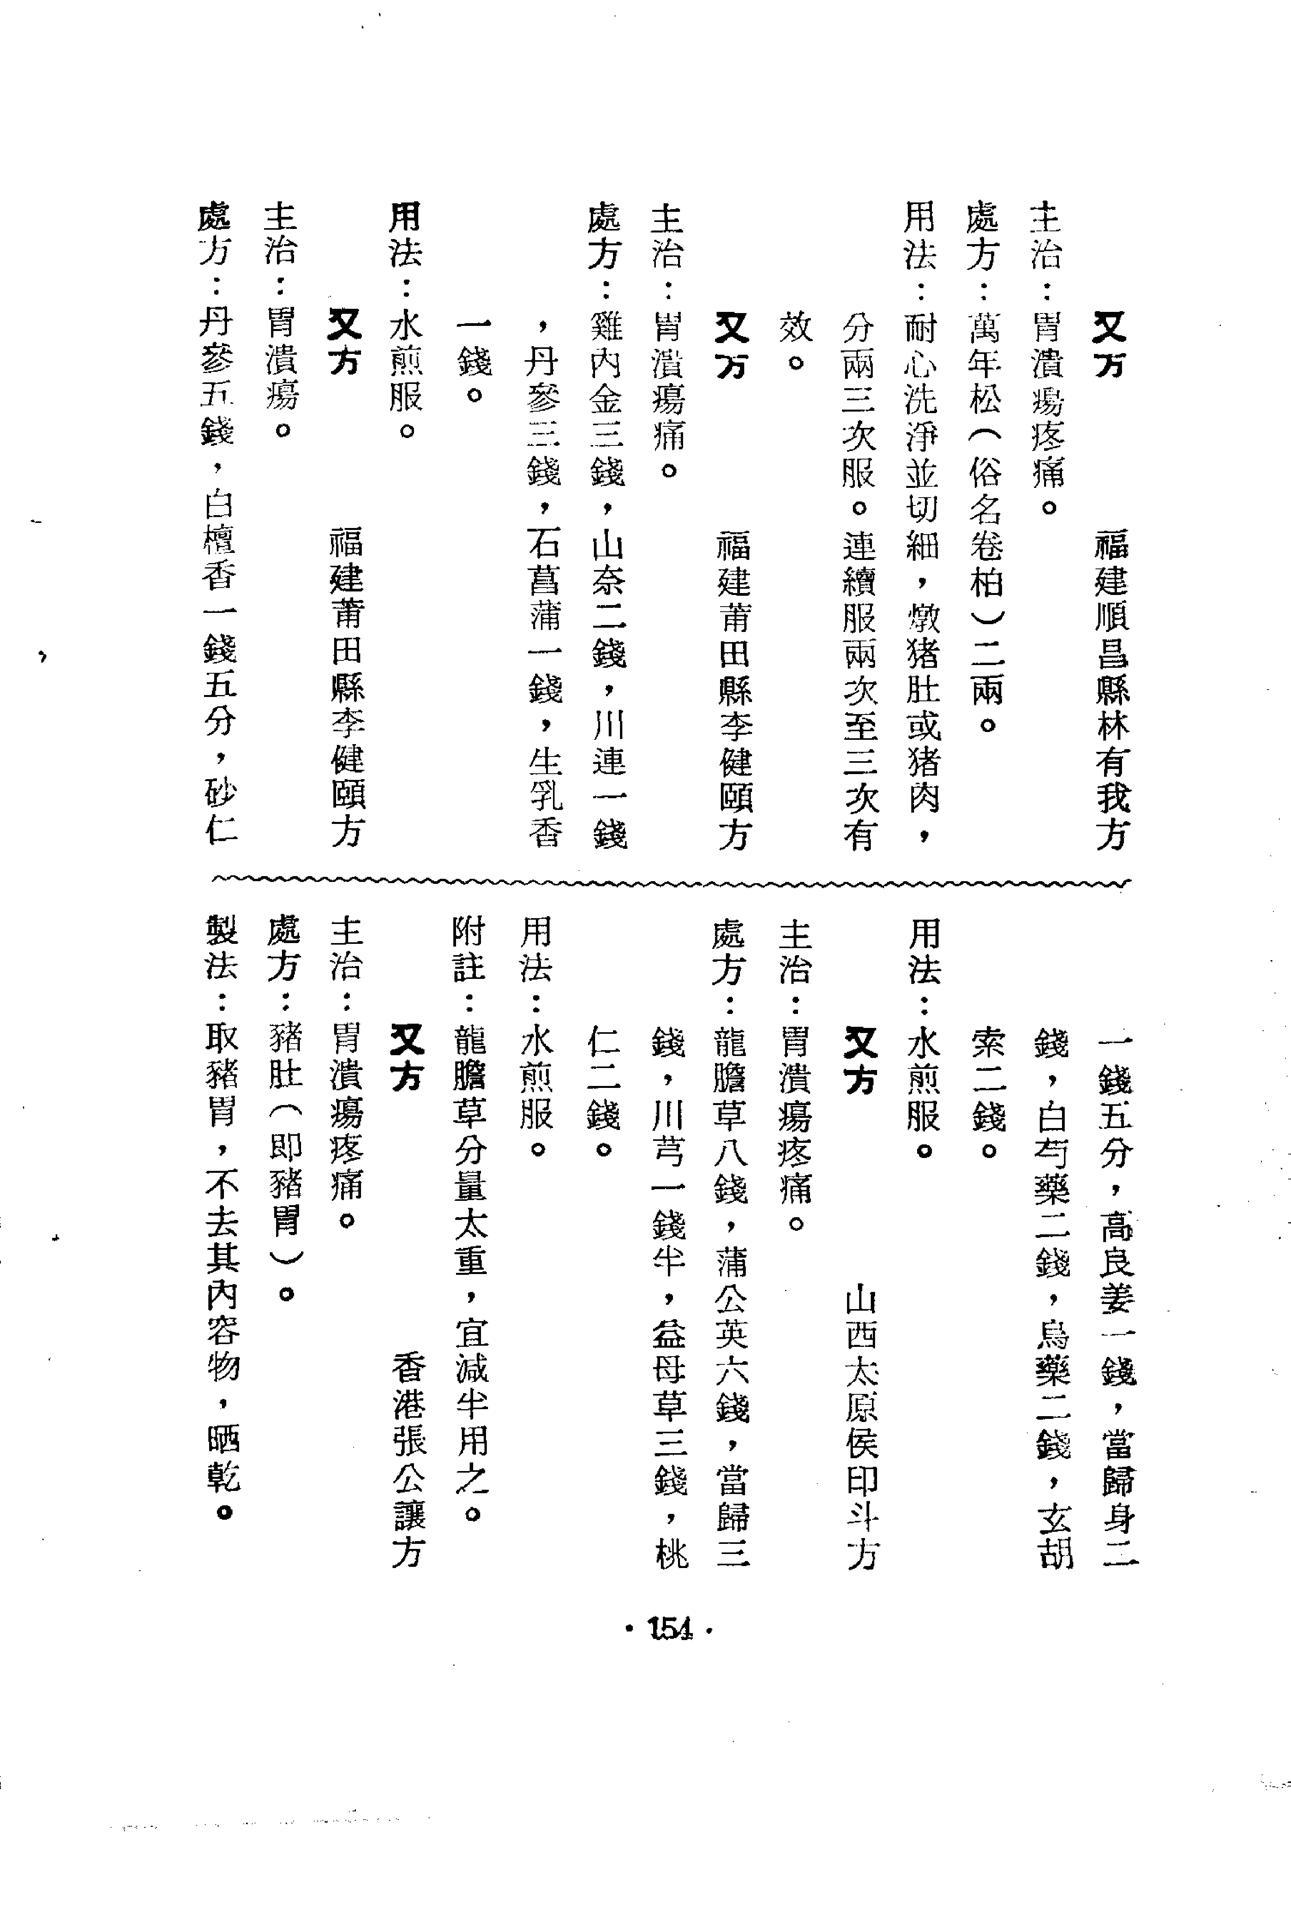 又方　福建順昌縣林有我方
主治：胃潰瘍疼痛。
處方：萬年松（俗名卷柏）二兩。
用法：耐心洗淨並切細，燉猪肚或猪肉，
分兩三次服。連續服兩次至三次有
效。
又方　福建莆田縣李健頤方
主治：胃潰瘍痛。
處方：雞內金三錢，山奈二錢，川連一錢
，丹參三錢，石菖蒲一錢，生乳香
一錢。
用法：水煎服。
又方　福建莆田縣李健頤方
主治：胃潰瘍。
處方：丹參五錢，白檀香一錢五分，砂仁
一錢五分，高良姜一錢，當歸身二
錢，白芍藥二錢，烏藥二錢，玄胡
索二錢。
用法：水煎服。
又方　山西太原侯印斗方
主治：胃潰瘍疼痛。
處方：龍膽草八錢，蒲公英六錢，當歸三
錢，川芎一錢半，益母草三錢，桃
仁二錢。
用法：水煎服。
附註：龍膽草分量太重，宜減半用之。
又方　香港張公讓方
主治：胃潰瘍疼痛。
處方：豬肚（即豬胃）。
製法：取豬胃，不去其內容物，晒乾。
·154·